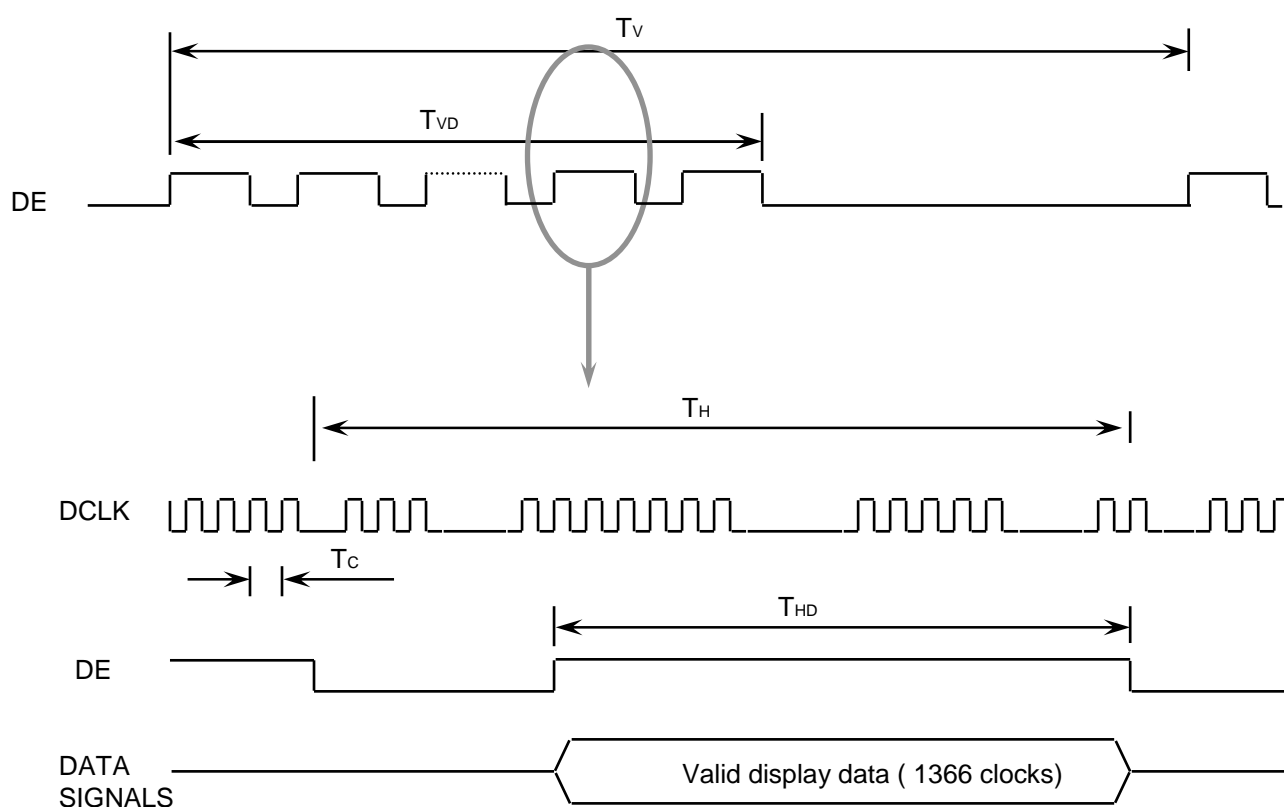 TV
TVD
DE
TH
DCLK
TC
THD
DE
Valid display data ( 1366 clocks)
DATA
SIGNALS